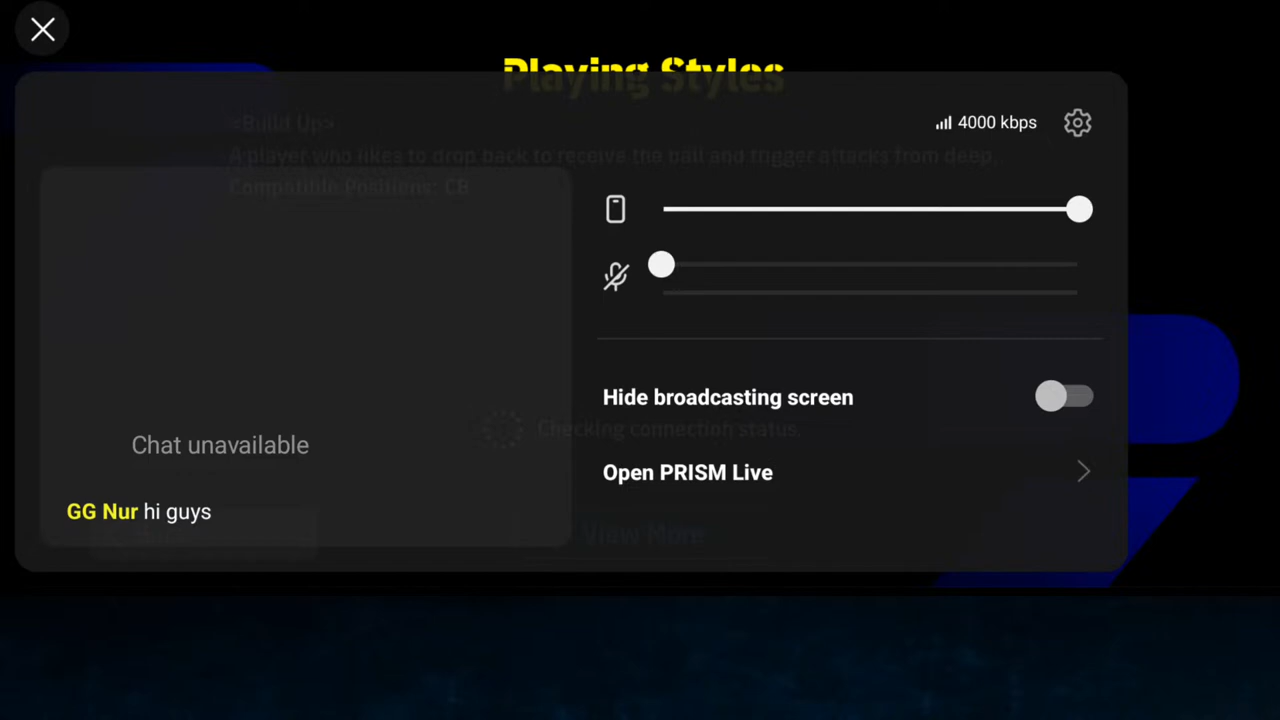 Playing Styles
<Build Up>
A player who likes to drop back to receive the ball and trigger attacks from deep.
Compatible Positions: CB
4000 kbps
Hide broadcasting screen
Checking connection status.
Chat unavailable
Open PRISM Live
GG Nur hi guys
View More